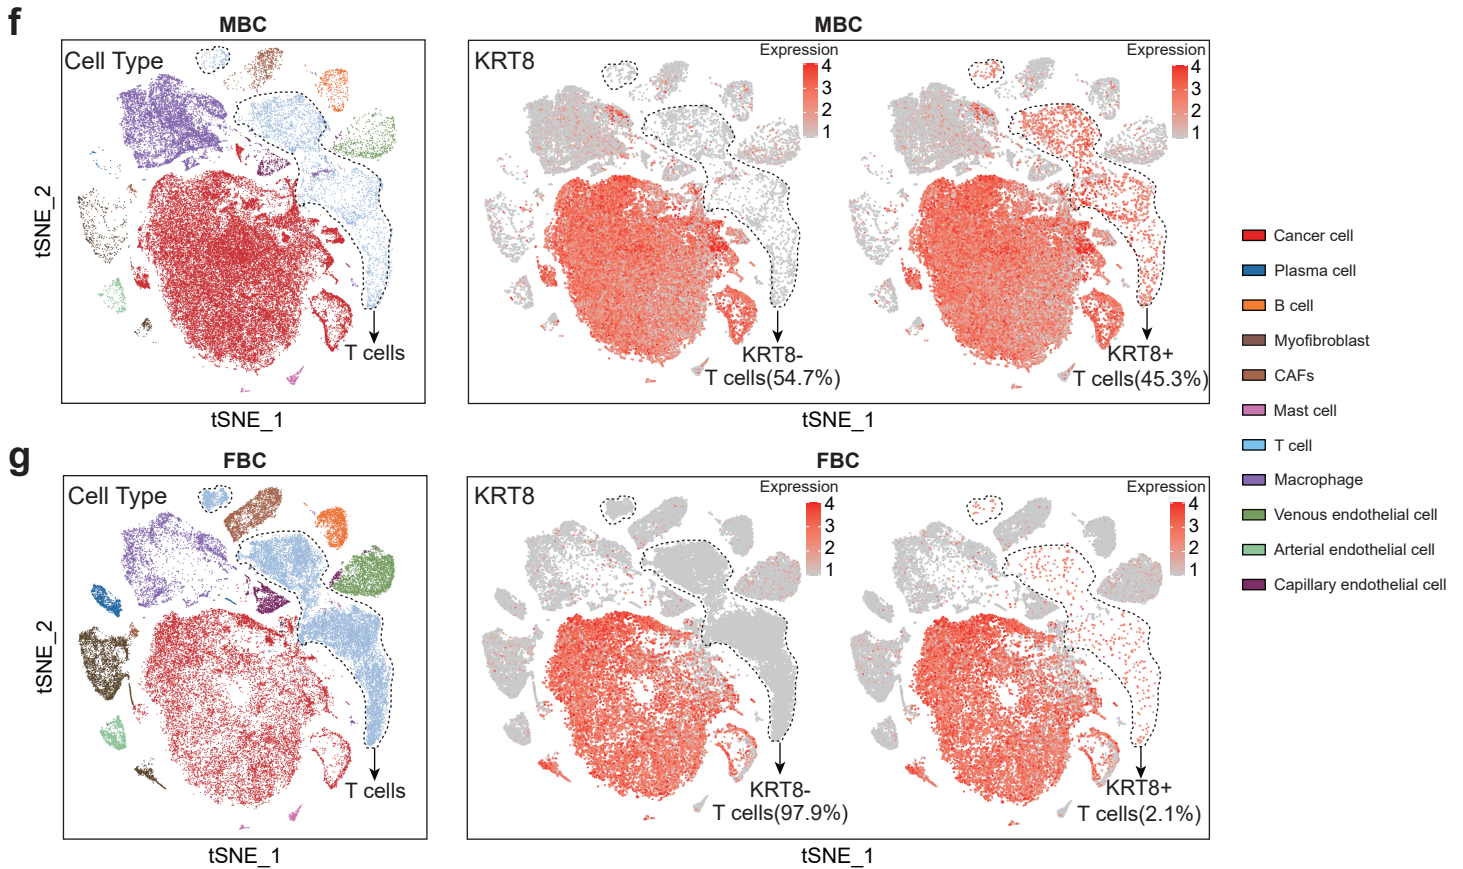 f
MBC
Cell Type
T cells
tSNE_1
tSNE_2
MBC
KRT8
Expression
4
3
2
1
KRT8-
T cells(54.7%)
Expression
4
3
2
1
KRT8+
T cells(45.3%)
tSNE_1
g
FBC
Cell Type
T cells
tSNE_1
tSNE_2
FBC
KRT8
Expression
4
3
2
1
KRT8-
T cells(97.9%)
Expression
4
3
2
1
KRT8+
T cells(2.1%)
tSNE_1
Cancer cell
Plasma cell
B cell
Myofibroblast
CAFs
Mast cell
T cell
Macrophage
Venous endothelial cell
Arterial endothelial cell
Capillary endothelial cell